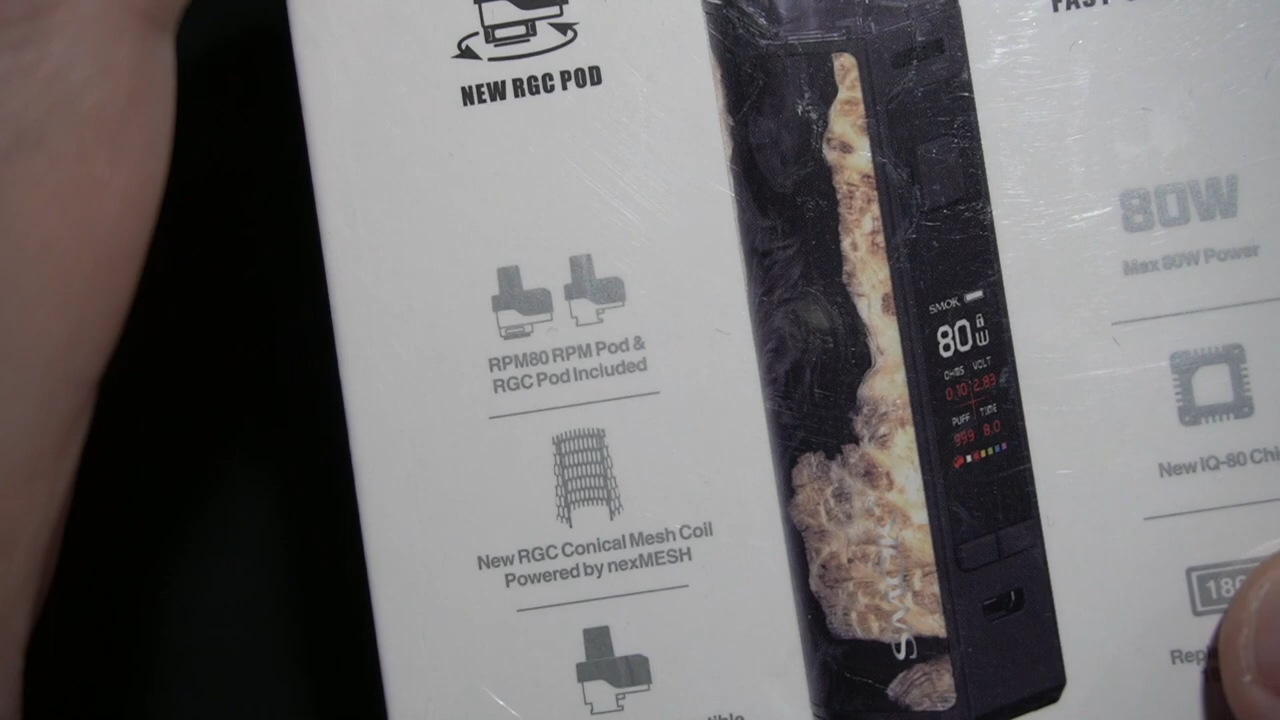 NEW RGC POD
RPM80 RPM Pod &
RGC Pod Included
New RGC Conical Mesh Coil
Powered by nexMESH
SMOK
80 W
OHMS VOLT
0.10 2.83
PUFF TIME
999 8.0
FAST
80W
Max 80W Power
New IQ-80